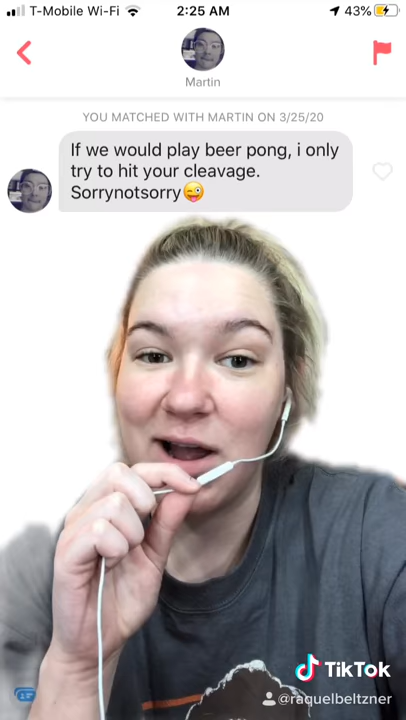 T-Mobile Wi-Fi 2:25 AM 43%
Martin
YOU MATCHED WITH MARTIN ON 3/25/20
If we would play beer pong, i only
try to hit your cleavage.
Sorrynotsorry😜
TikTok
@raquelbeltzner